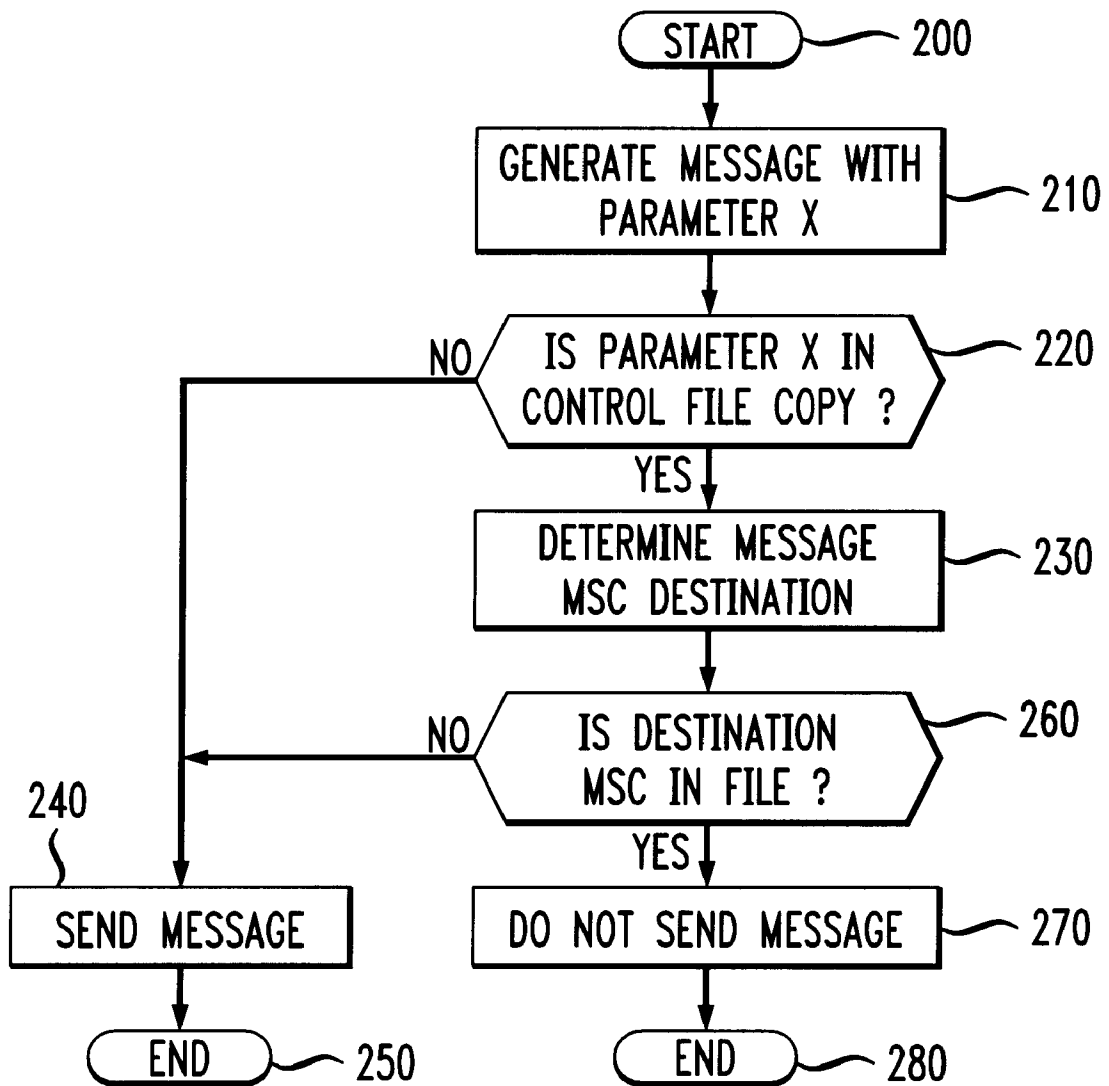 START
200
GENERATE MESSAGE WITH
PARAMETER X
210
IS PARAMETER X IN
CONTROL FILE COPY ?
220
NO
YES
DETERMINE MESSAGE
MSC DESTINATION
230
IS DESTINATION
MSC IN FILE ?
260
NO
YES
240
SEND MESSAGE
DO NOT SEND MESSAGE
270
END
250
END
280